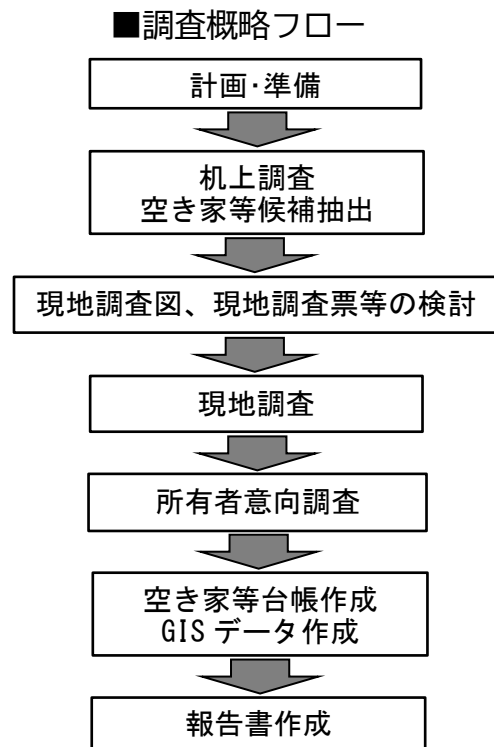 ■調査概略フロー
計画・準備
机上調査
空き家等候補抽出
現地調査図、現地調査票等の検討
現地調査
所有者意向調査
空き家等台帳作成
GISデータ作成
報告書作成